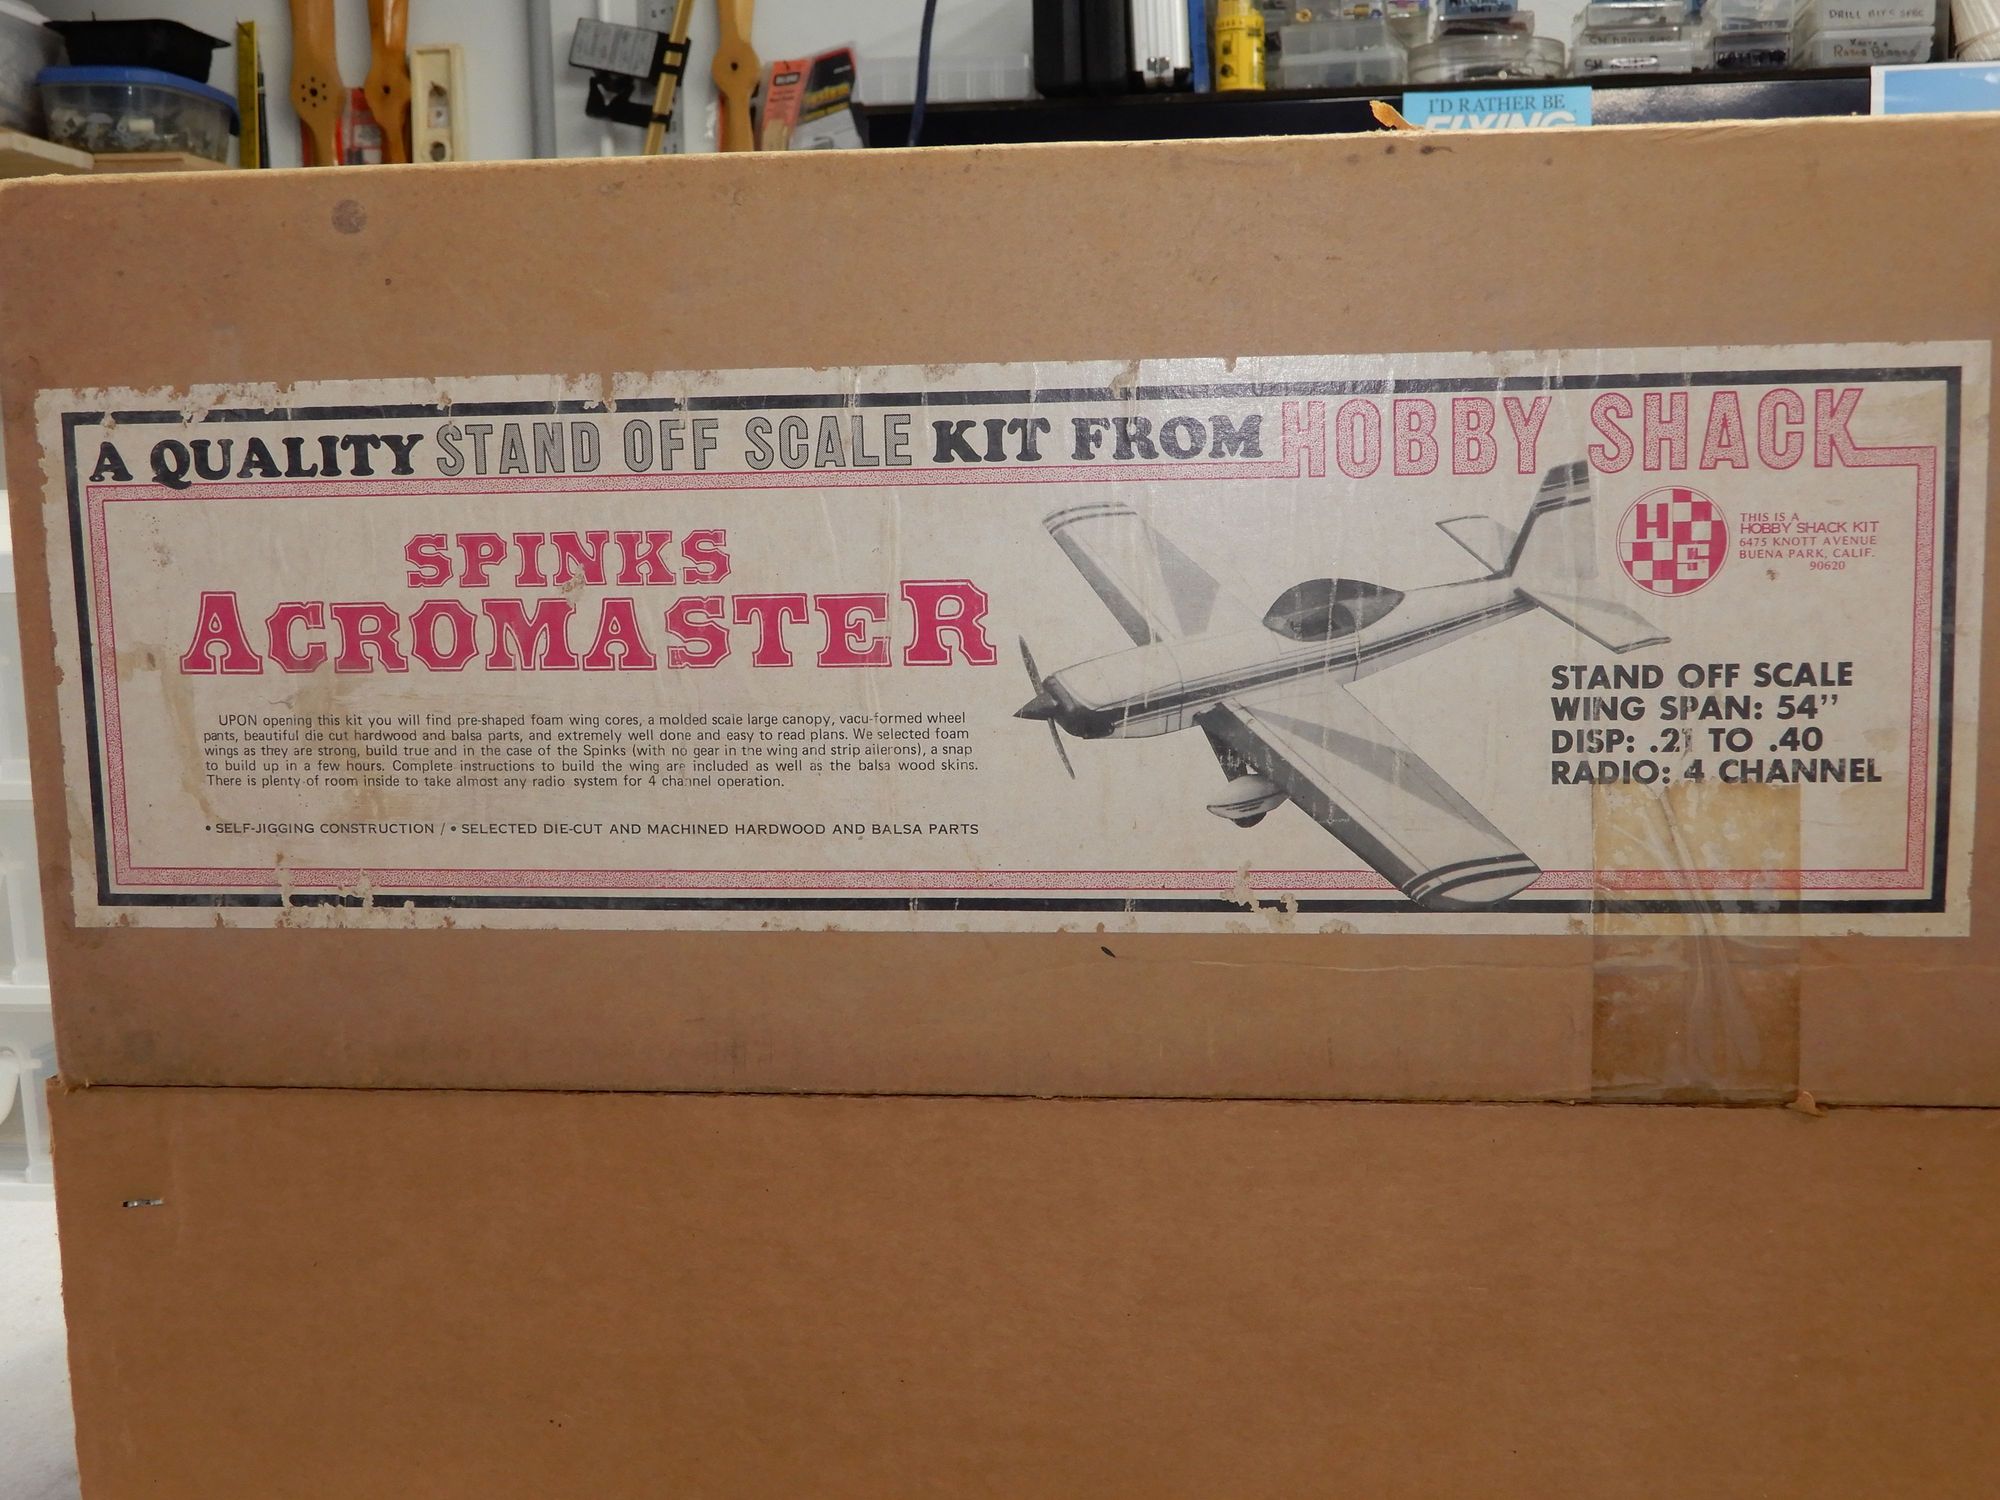 DRILL BITS
I'D RATHER BE
FLYING
A QUALITY STAND OFF SCALE KIT FROM HOBBY SHACK
SPINKS
ACROMASTER
H
S
THIS IS A
HOBBY SHACK KIT
6475 KNOTT AVENUE
BUENA PARK, CALIF.
90620
UPON opening this kit you will find pre-shaped foam wing cores, a molded scale large canopy, vacu-formed wheel
pants, beautiful die cut hardwood and balsa parts, and extremely well done and easy to read plans. We selected foam
wings as they are strong, build true and in the case of the Spinks (with no gear in the wing and strip ailerons), a snap
to build up in a few hours. Complete instructions to build the wing are included as well as the balsa wood skins.
There is plenty of room inside to take almost any radio system for 4 channel operation.
• SELF-JIGGING CONSTRUCTION / • SELECTED DIE-CUT AND MACHINED HARDWOOD AND BALSA PARTS
STAND OFF SCALE
WING SPAN: 54"
DISP: .21 TO .40
RADIO: 4 CHANNEL